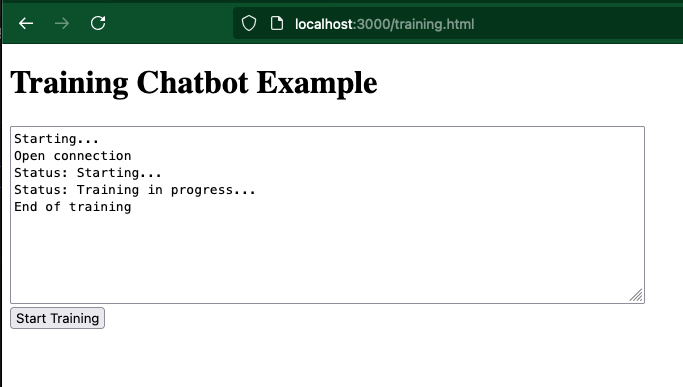 localhost:3000/training.html
Training Chatbot Example
Starting...
Open connection
Status: Starting...
Status: Training in progress...
End of training
Start Training